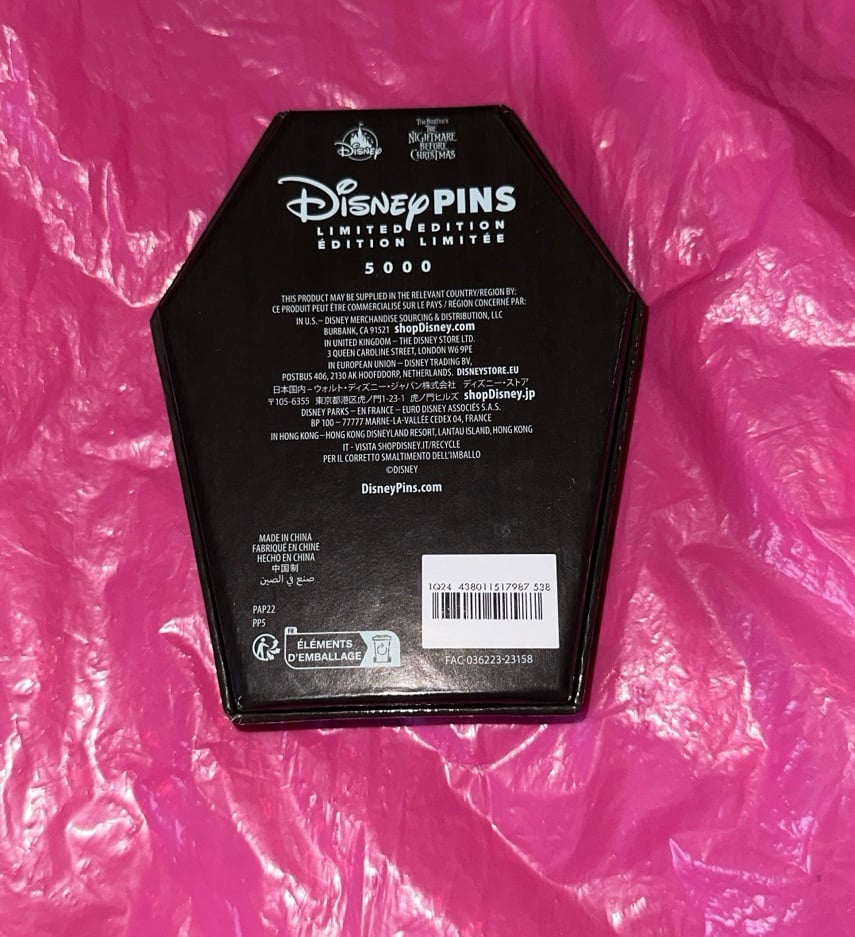 Disney
Tim Burton's
THE
NIGHTMARE
BEFORE
CHRISTMAS
Disney PINS
LIMITED EDITION
ÉDITION LIMITÉE
5000
THIS PRODUCT MAY BE SUPPLIED IN THE RELEVANT COUNTRY/REGION BY:
CE PRODUIT PEUT ÊTRE COMMERCIALISÉ SUR LE PAYS / RÉGION CONCERNÉ PAR:
IN U.S. – DISNEY MERCHANDISE SOURCING & DISTRIBUTION, LLC
BURBANK, CA 91521 shopDisney.com
IN UNITED KINGDOM – THE DISNEY STORE LTD.
3 QUEEN CAROLINE STREET, LONDON W6 9PE
IN EUROPEAN UNION – DISNEY TRADING BV,
POSTBUS 406, 2130 AK HOOFDDORP, NETHERLANDS. DISNEYSTORE.EU
日本国内–ウォルト・ディズニー・ジャパン株式会社 ディズニー・ストア
〒105-6355 東京都港区虎ノ門1-23-1 虎ノ門ヒルズ shopDisney.jp
DISNEY PARKS – EN FRANCE – EURO DISNEY ASSOCIÉS S.A.S.
BP 100 – 77777 MARNE-LA-VALLÉE CEDEX 04, FRANCE
IN HONG KONG – HONG KONG DISNEYLAND RESORT, LANTAU ISLAND, HONG KONG
IT - VISITA SHOPDISNEY.IT/RECYCLE
PER IL CORRETTO SMALTIMENTO DELL'IMBALLO
©DISNEY
DisneyPins.com
MADE IN CHINA
FABRIQUÉ EN CHINE
HECHO EN CHINA
中国制
صنع في الصين
PAP22
PP5
FR
ÉLÉMENTS
D'EMBALLAGE
1Q24 438011517987 538
FAC-036223-23158